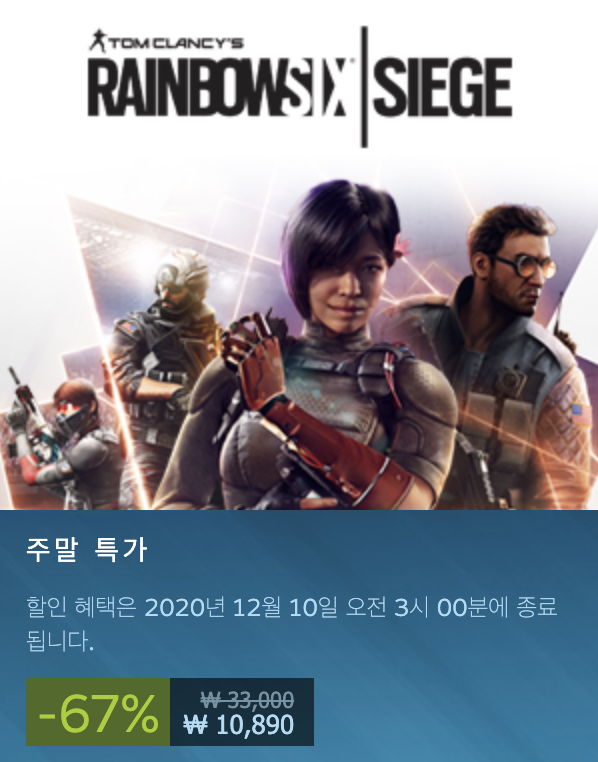 TOM CLANCY'S
RAINBOWSIX | SIEGE
주말 특가
할인 혜택은 2020년 12월 10일 오전 3시 00분에 종료
됩니다.
-67%
₩ 33,000
₩ 10,890